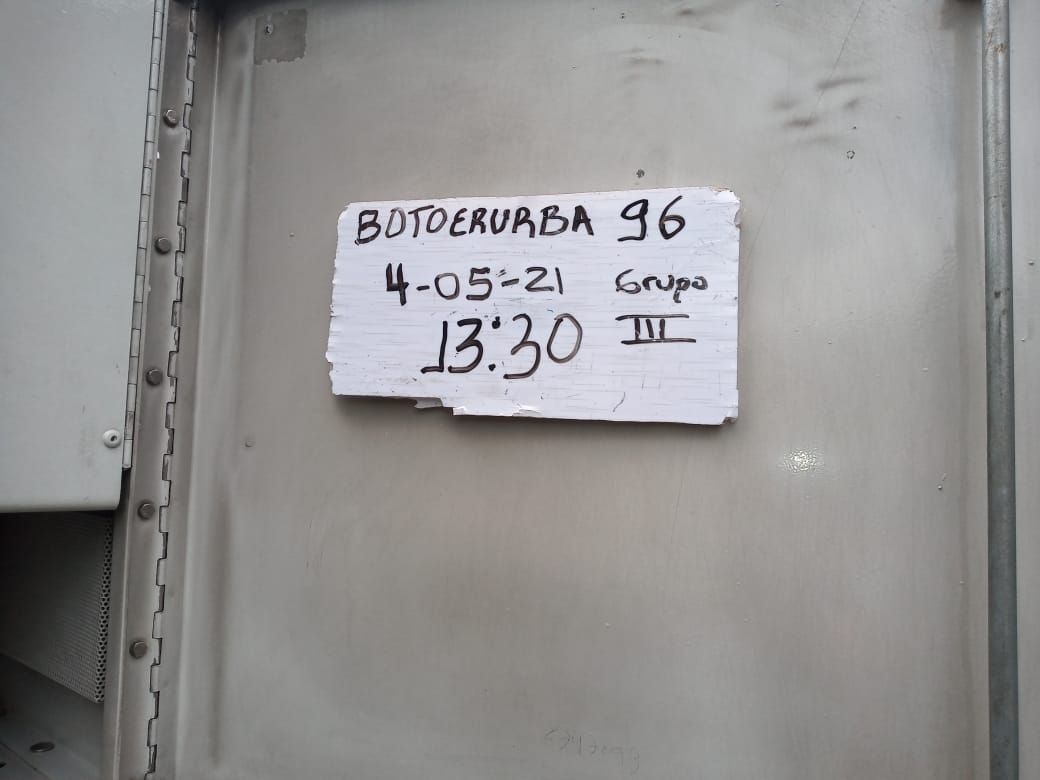 BOTOERURBA 96
4-05-21 Grupo
13:30 III